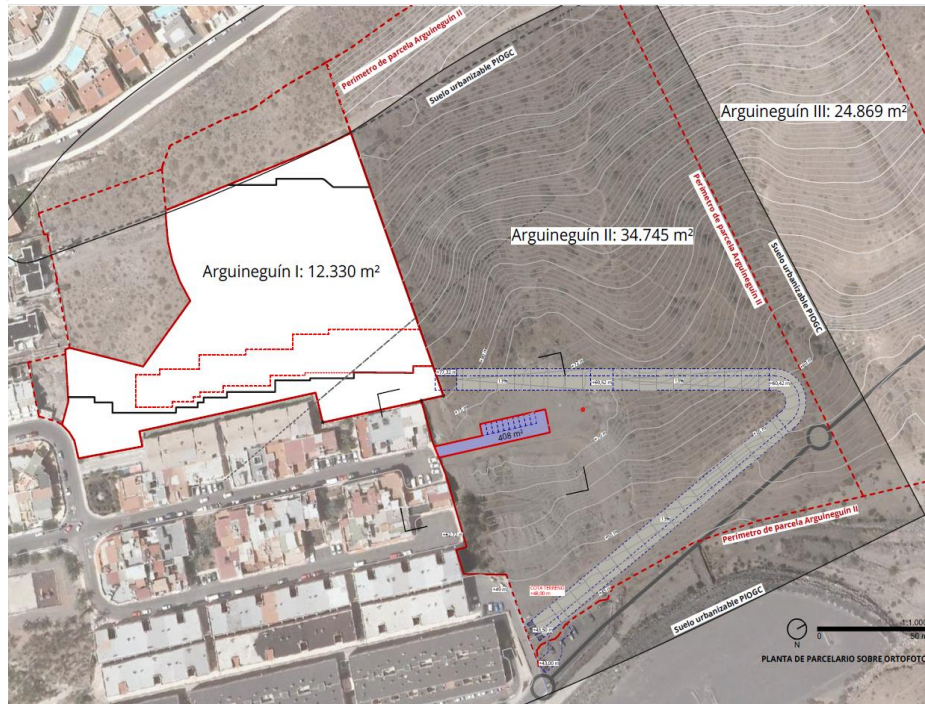 Perímetro de parcela Arguineguín II
Suelo urbanizable PIOGC
Arguineguín III: 24.869 m²
Perímetro de parcela Arguineguín II
Suelo urbanizable PIOGC
Arguineguín II: 34.745 m²
Arguineguín I: 12.330 m²
408 m²
Perímetro de parcela Arguineguín II
COTA TERRENO
Suelo urbanizable PIOGC
N
0
1:1.000
50 m
PLANTA DE PARCELARIO SOBRE ORTOFOTO